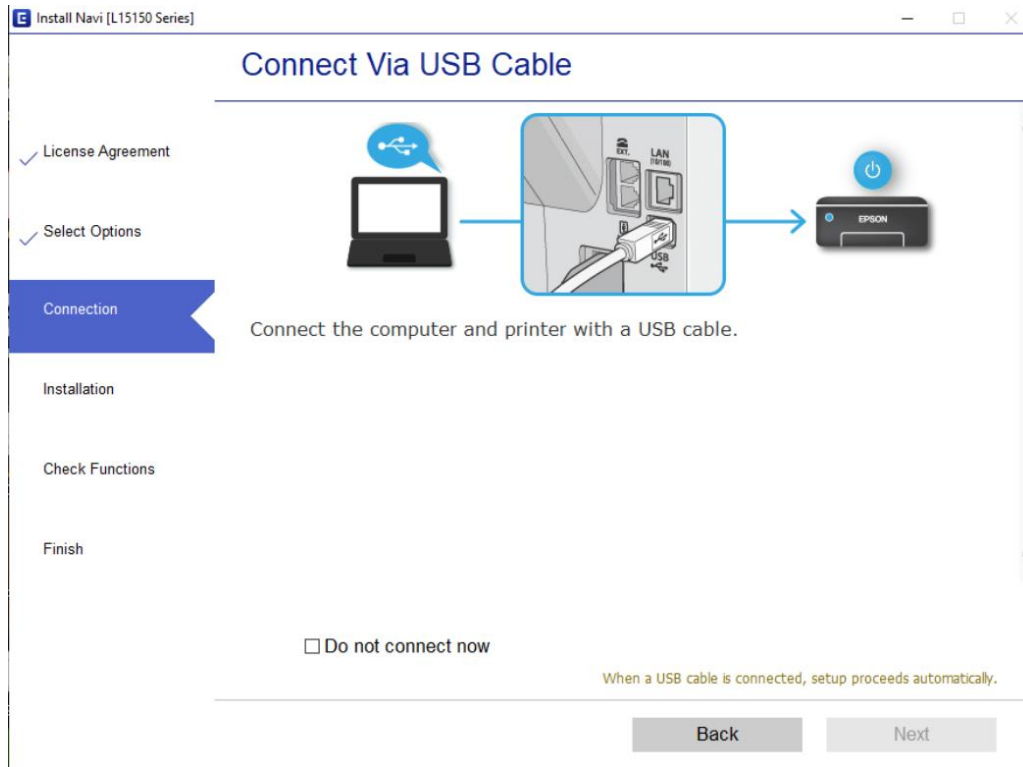 Install Navi [L15150 Series]
Connect Via USB Cable
License Agreement
Select Options
Connection
Installation
Check Functions
Finish
EXT.
LAN
(10/100)
USB
EPSON
Connect the computer and printer with a USB cable.
Do not connect now
When a USB cable is connected, setup proceeds automatically.
Back
Next